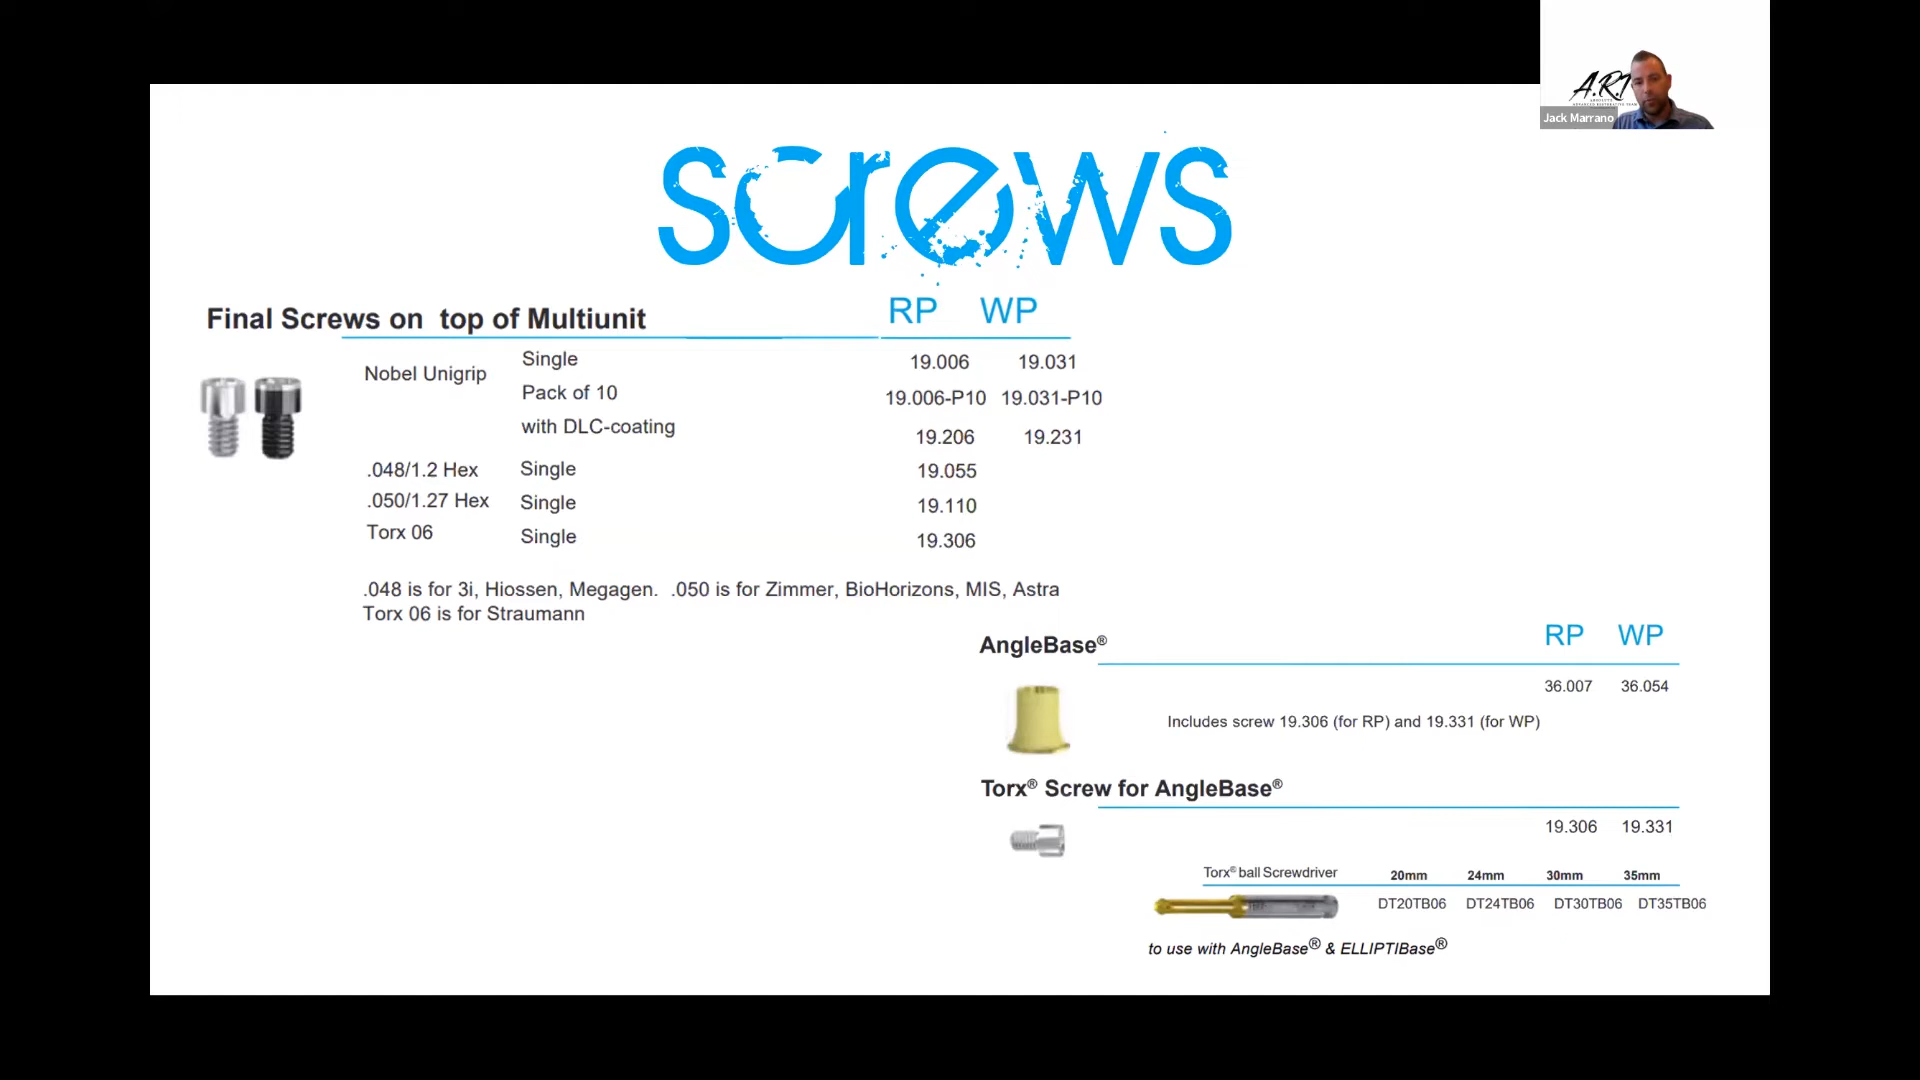 A.R.T
ADVANCED RESTORATIVE TEAM
Jack Marrano
screws
Final Screws on top of Multiunit RP WP
Nobel Unigrip Single 19.006 19.031
Pack of 10 19.006-P10 19.031-P10
with DLC-coating 19.206 19.231
.048/1.2 Hex Single 19.055
.050/1.27 Hex Single 19.110
Torx 06 Single 19.306
.048 is for 3i, Hiossen, Megagen. .050 is for Zimmer, BioHorizons, MIS, Astra
Torx 06 is for Straumann
AngleBase® RP WP
36.007 36.054
Includes screw 19.306 (for RP) and 19.331 (for WP)
Torx® Screw for AngleBase®
19.306 19.331
Torx® ball Screwdriver 20mm 24mm 30mm 35mm
DT20TB06 DT24TB06 DT30TB06 DT35TB06
to use with AngleBase® & ELLIPTIBase®